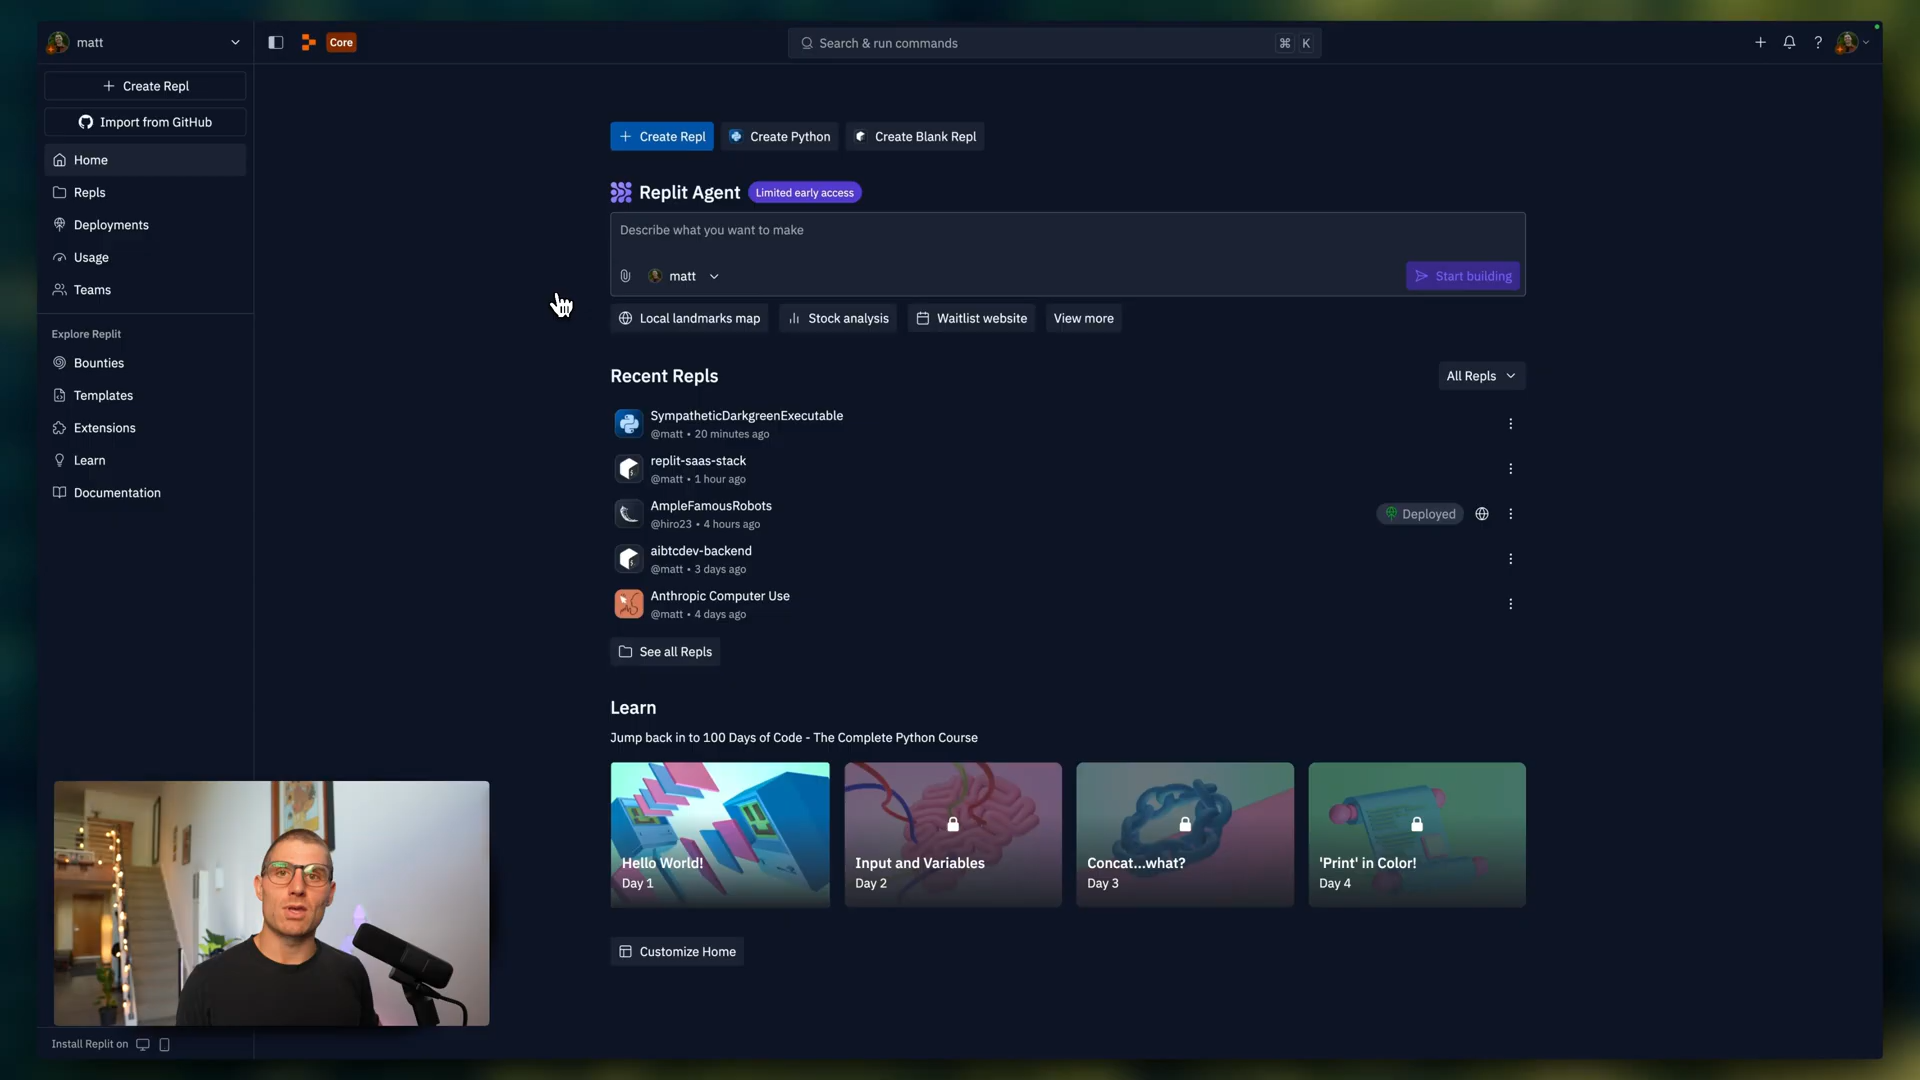 matt
Core
Search & run commands
⌘ K
?
Create Repl
Import from GitHub
Home
Repls
Deployments
Usage
Teams
Explore Replit
Bounties
Templates
Extensions
Learn
Documentation
Install Replit on
Create Repl
Create Python
Create Blank Repl
Replit Agent
Limited early access
Describe what you want to make
matt
Start building
Local landmarks map
Stock analysis
Waitlist website
View more
Recent Repls
All Repls
SympatheticDarkgreenExecutable
@matt • 20 minutes ago
replit-saas-stack
@matt • 1 hour ago
AmpleFamousRobots
@hiro23 • 4 hours ago
Deployed
aibtcdev-backend
@matt • 3 days ago
Anthropic Computer Use
@matt • 4 days ago
See all Repls
Learn
Jump back in to 100 Days of Code - The Complete Python Course
Hello World!
Day 1
Input and Variables
Day 2
Concat...what?
Day 3
'Print' in Color!
Day 4
Customize Home